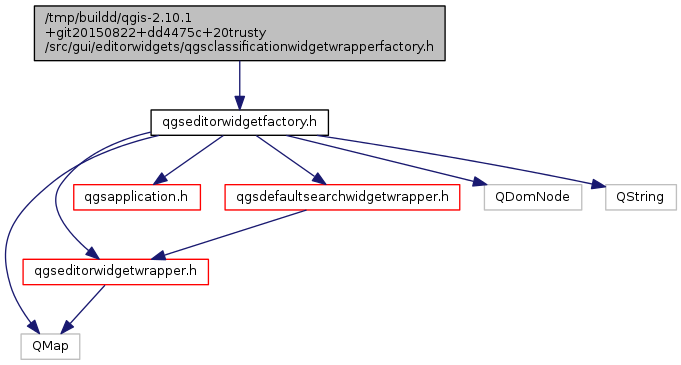 /tmp/buildd/qgis-2.10.1
+git20150822+dd4475c+20trusty
/src/gui/editorwidgets/qgsclassificationwidgetwrapperfactory.h
qgseditorwidgetfactory.h
qgsapplication.h
qgsdefaultsearchwidgetwrapper.h
QDomNode
QString
qgseditorwidgetwrapper.h
QMap